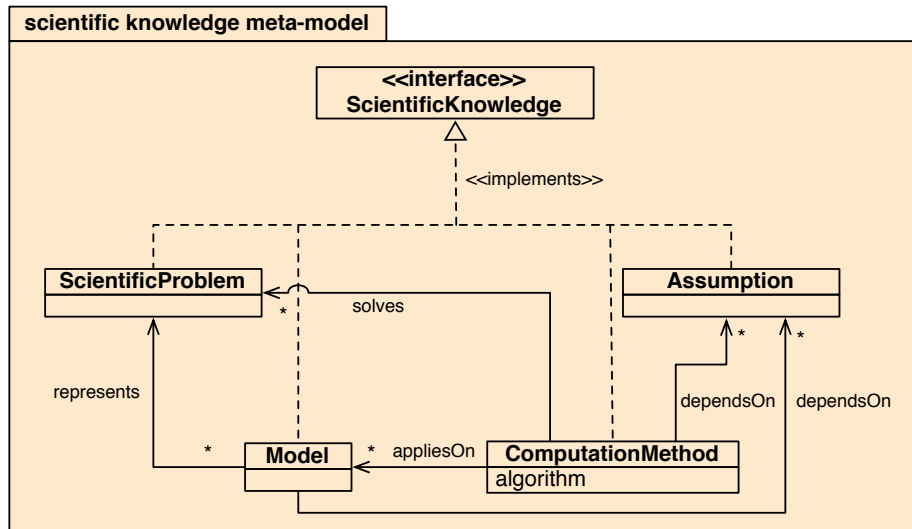 scientific knowledge meta-model
<<interface>>
ScientificKnowledge
<<implements>>
ScientificProblem
Assumption
*
solves
*
*
*
represents
dependsOn
dependsOn
*
Model
*
appliesOn
ComputationMethod
algorithm